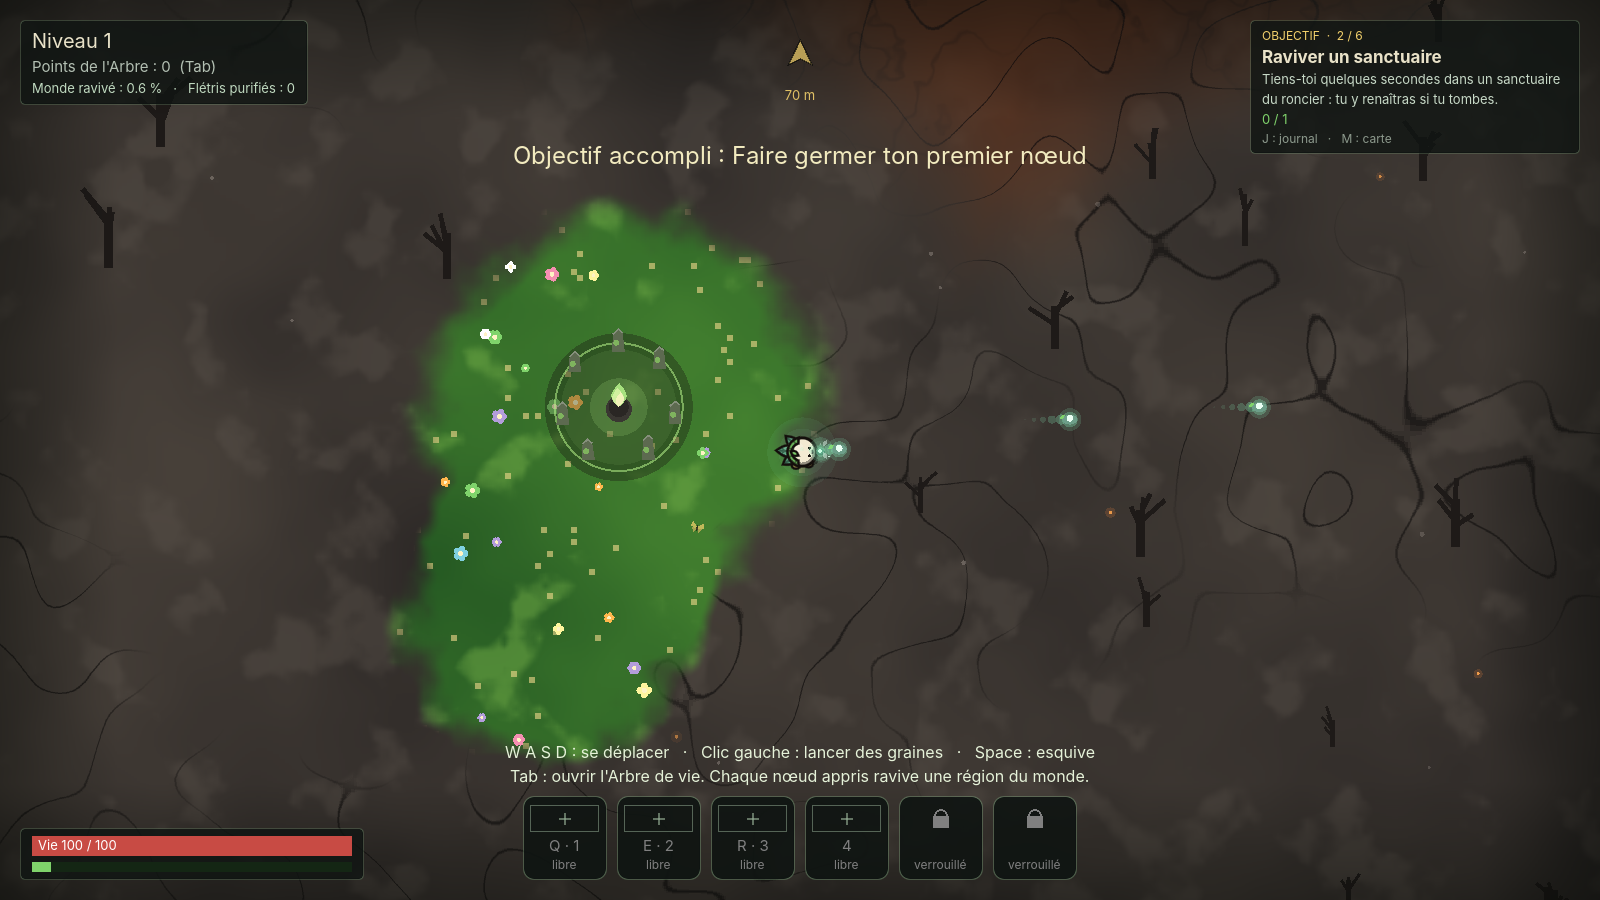 Niveau 1
Points de l'Arbre : 0 (Tab)
Monde ravivé : 0.6 % · Flétris purifiés : 0
70 m
OBJECTIF · 2 / 6
Raviver un sanctuaire
Tiens-toi quelques secondes dans un sanctuaire
du roncier : tu y renaîtras si tu tombes.
0 / 1
J : journal · M : carte
Objectif accompli : Faire germer ton premier nœud
W A S D : se déplacer · Clic gauche : lancer des graines · Space : esquive
Tab : ouvrir l'Arbre de vie. Chaque nœud appris ravive une région du monde.
Vie 100 / 100
Q · 1
libre
E · 2
libre
R · 3
libre
4
libre
verrouillé
verrouillé